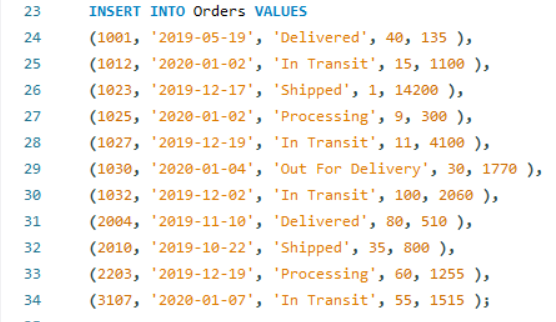 23 INSERT INTO Orders VALUES
24 (1001, '2019-05-19', 'Delivered', 40, 135 ),
25 (1012, '2020-01-02', 'In Transit', 15, 1100 ),
26 (1023, '2019-12-17', 'Shipped', 1, 14200 ),
27 (1025, '2020-01-02', 'Processing', 9, 300 ),
28 (1027, '2019-12-19', 'In Transit', 11, 4100 ),
29 (1030, '2020-01-04', 'Out For Delivery', 30, 1770 ),
30 (1032, '2019-12-02', 'In Transit', 100, 2060 ),
31 (2004, '2019-11-10', 'Delivered', 80, 510 ),
32 (2010, '2019-10-22', 'Shipped', 35, 800 ),
33 (2203, '2019-12-19', 'Processing', 60, 1255 ),
34 (3107, '2020-01-07', 'In Transit', 55, 1515 );